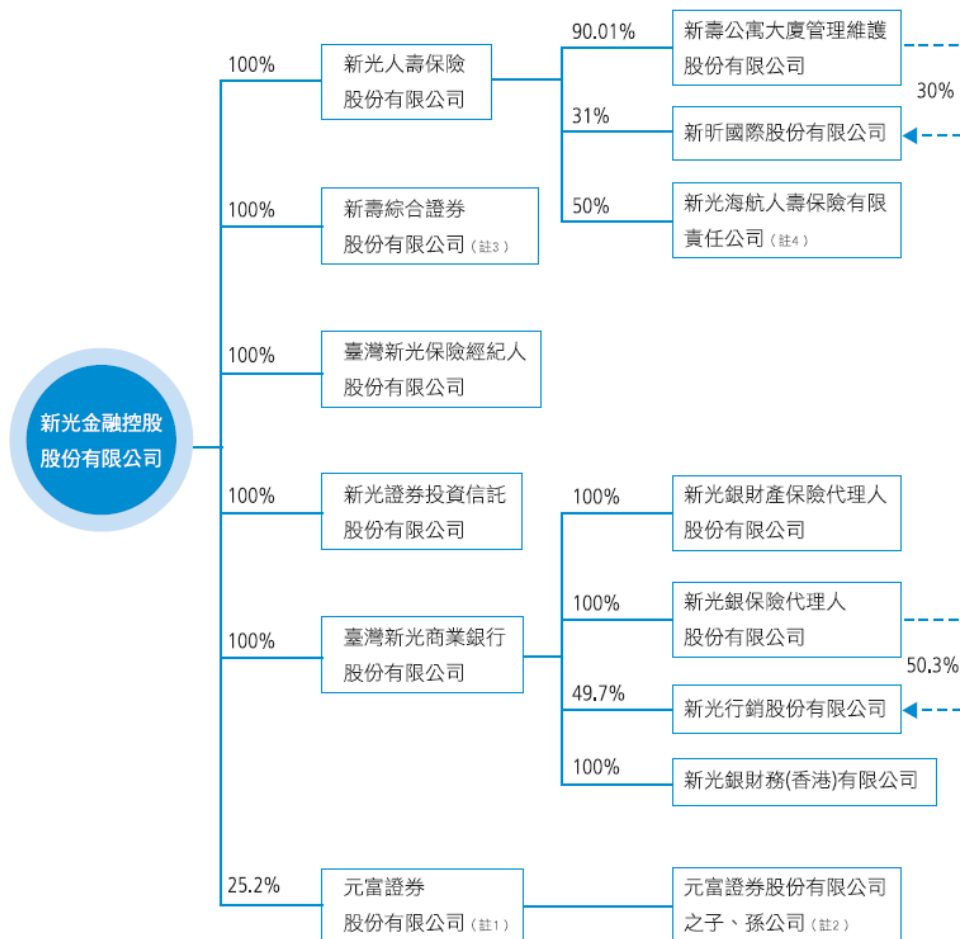 新光金融控股
股份有限公司
100%
新光人壽保險
股份有限公司
90.01%
新壽公寓大廈管理維護
股份有限公司
30%
31%
新昕國際股份有限公司
50%
新光海航人壽保險有限
責任公司(註4)
100%
新壽綜合證券
股份有限公司(註3)
100%
臺灣新光保險經紀人
股份有限公司
100%
新光證券投資信託
股份有限公司
100%
臺灣新光商業銀行
股份有限公司
100%
新光銀財產保險代理人
股份有限公司
100%
新光銀保險代理人
股份有限公司
50.3%
49.7%
新光行銷股份有限公司
100%
新光銀財務(香港)有限公司
25.2%
元富證券
股份有限公司(註1)
元富證券股份有限公司
之子、孫公司(註2)